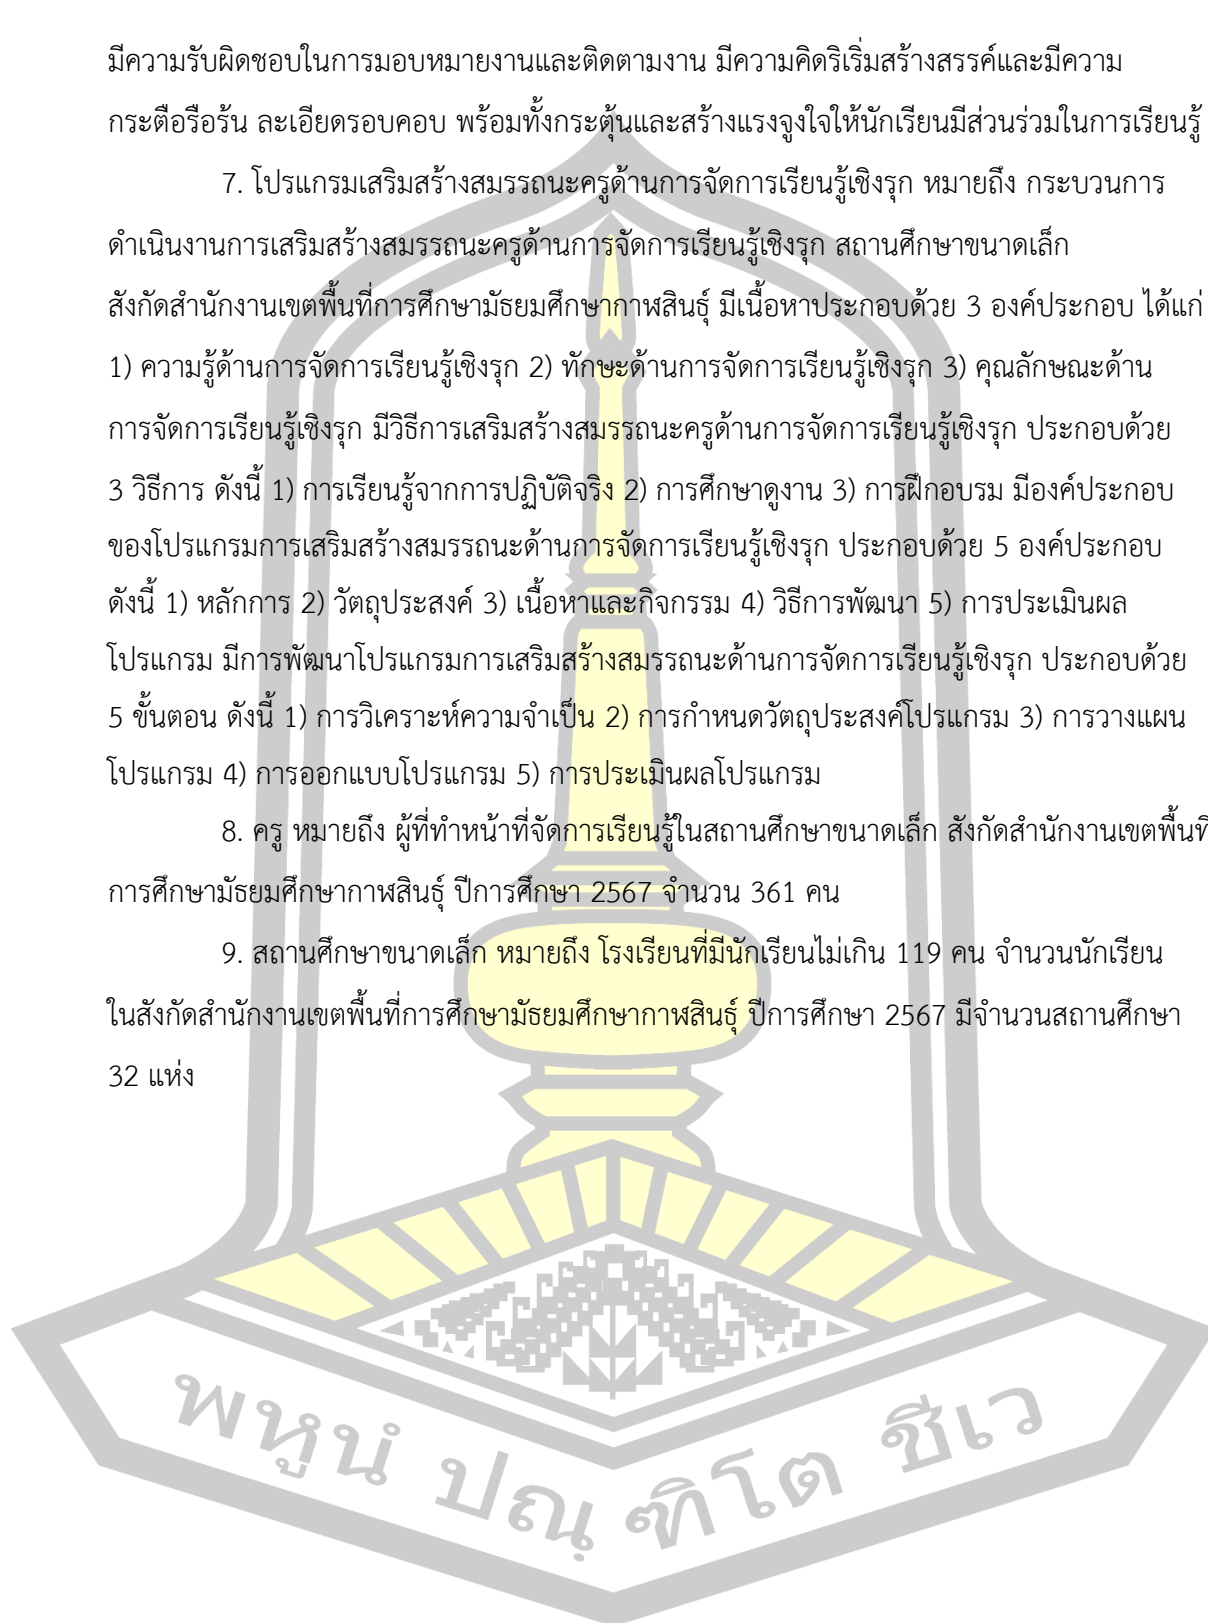 มีความรับผิดชอบในการมอบหมายงานและติดตามงาน มีความคิดริเริ่มสร้างสรรค์และมีความ
กระตือรือร้น ละเอียดรอบคอบ พร้อมทั้งกระตุ้นและสร้างแรงจูงใจให้นักเรียนมีส่วนร่วมในการเรียนรู้
7. โปรแกรมเสริมสร้างสมรรถนะครูด้านการจัดการเรียนรู้เชิงรุก หมายถึง กระบวนการ
ดำเนินงานการเสริมสร้างสมรรถนะครูด้านการจัดการเรียนรู้เชิงรุก สถานศึกษาขนาดเล็ก
สังกัดสำนักงานเขตพื้นที่การศึกษามัธยมศึกษากาฬสินธุ์ มีเนื้อหาประกอบด้วย 3 องค์ประกอบ ได้แก่
1) ความรู้ด้านการจัดการเรียนรู้เชิงรุก 2) ทักษะด้านการจัดการเรียนรู้เชิงรุก 3) คุณลักษณะด้าน
การจัดการเรียนรู้เชิงรุก มีวิธีการเสริมสร้างสมรรถนะครูด้านการจัดการเรียนรู้เชิงรุก ประกอบด้วย
3 วิธีการ ดังนี้ 1) การเรียนรู้จากการปฏิบัติจริง 2) การศึกษาดูงาน 3) การฝึกอบรม มีองค์ประกอบ
ของโปรแกรมการเสริมสร้างสมรรถนะด้านการจัดการเรียนรู้เชิงรุก ประกอบด้วย 5 องค์ประกอบ
ดังนี้ 1) หลักการ 2) วัตถุประสงค์ 3) เนื้อหาและกิจกรรม 4) วิธีการพัฒนา 5) การประเมินผล
โปรแกรม มีการพัฒนาโปรแกรมการเสริมสร้างสมรรถนะด้านการจัดการเรียนรู้เชิงรุก ประกอบด้วย
5 ขั้นตอน ดังนี้ 1) การวิเคราะห์ความจำเป็น 2) การกำหนดวัตถุประสงค์โปรแกรม 3) การวางแผน
โปรแกรม 4) การออกแบบโปรแกรม 5) การประเมินผลโปรแกรม
8. ครู หมายถึง ผู้ที่ทำหน้าที่จัดการเรียนรู้ในสถานศึกษาขนาดเล็ก สังกัดสำนักงานเขตพื้นที่
การศึกษามัธยมศึกษากาฬสินธุ์ ปีการศึกษา 2567 จำนวน 361 คน
9. สถานศึกษาขนาดเล็ก หมายถึง โรงเรียนที่มีนักเรียนไม่เกิน 119 คน จำนวนนักเรียน
ในสังกัดสำนักงานเขตพื้นที่การศึกษามัธยมศึกษากาฬสินธุ์ ปีการศึกษา 2567 มีจำนวนสถานศึกษา
32 แห่ง
พหูนํ ปณฺฑิโต ชีเว